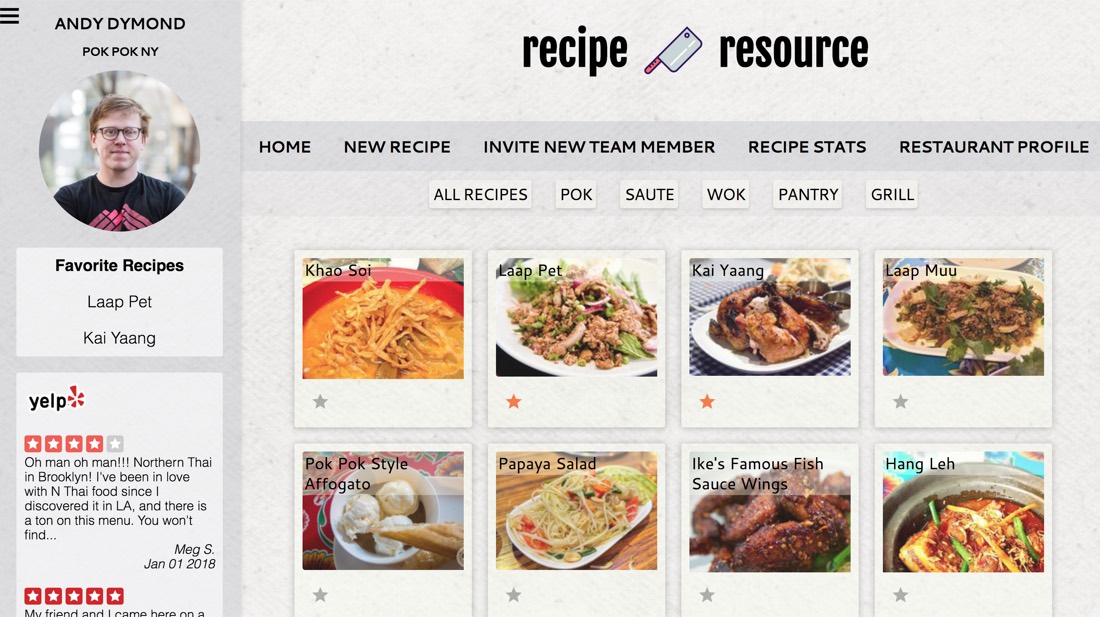 ANDY DYMOND
POK POK NY
Favorite Recipes
Laap Pet
Kai Yaang
yelp
Oh man oh man!!! Northern Thai
in Brooklyn! I've been in love
with N Thai food since I
discovered it in LA, and there is
a ton on this menu. You won't
find...
Meg S.
Jan 01 2018
My friend and I came here on a
recipe resource
HOME NEW RECIPE INVITE NEW TEAM MEMBER RECIPE STATS RESTAURANT PROFILE
ALL RECIPES POK SAUTE WOK PANTRY GRILL
Khao Soi
Laap Pet
Kai Yaang
Laap Muu
Pok Pok Style
Affogato
Papaya Salad
Ike's Famous Fish
Sauce Wings
Hang Leh